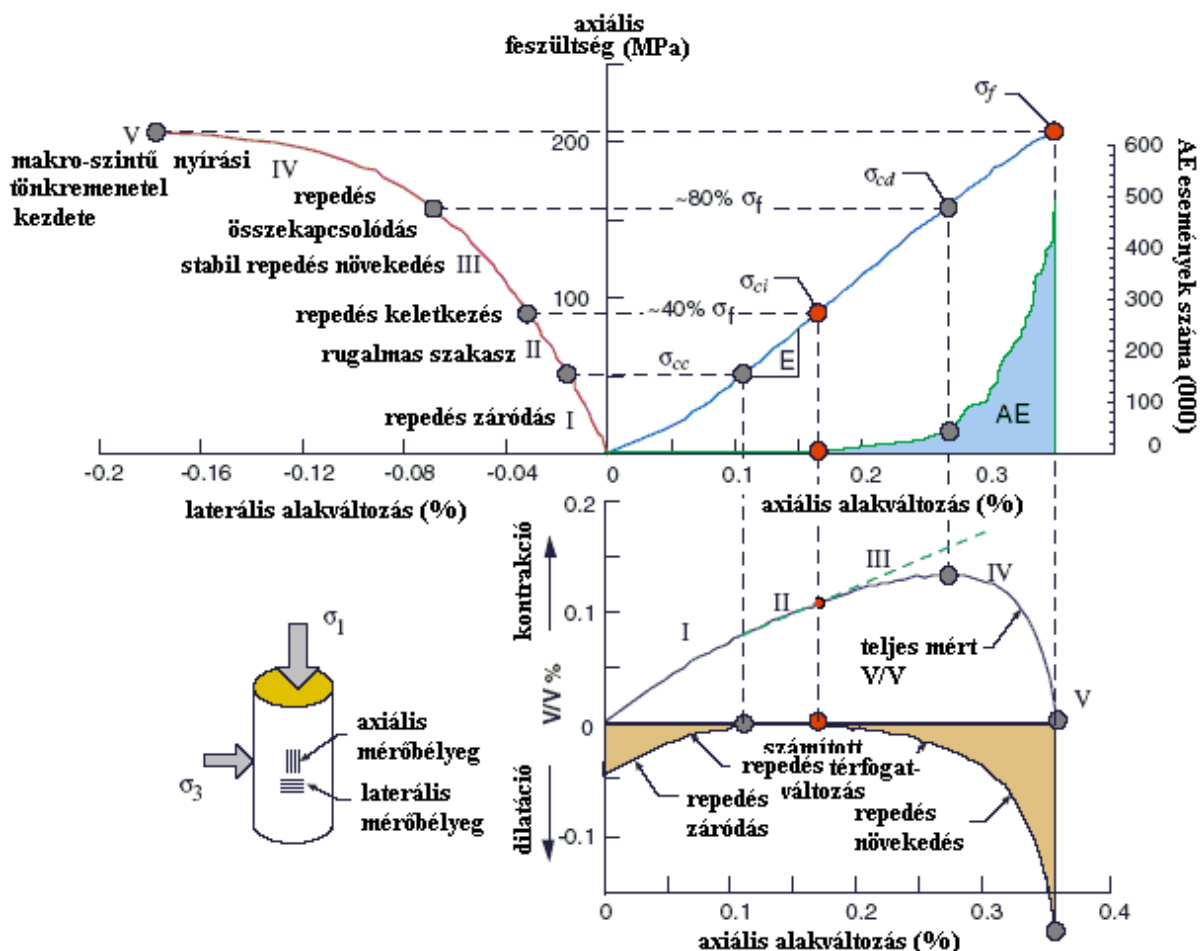 axiális
feszültség (MPa)
σf
V
makro-szintű nyírási
tönkremenetel
kezdete
IV
200
600
repedés
összekapcsolódás
~80% σf
σcd
500
stabil repedés növekedés III
400
σci
repedés keletkezés
100
~40% σf
300
rugalmas szakasz II
σcc
E
200
repedés záródás I
AE
100
0
AE események száma (000)
-0.2 -0.16 -0.12 -0.08 -0.04 0 0.1 0.2 0.3
laterális alakváltozás (%)
axiális alakváltozás (%)
0.2
kontrakció
III
IV
II
0.1
I
teljes mért
V/V
V/V %
V
0
számított
repedés térfogat-
változás
repedés
záródás
repedés
növekedés
dilatáció
-0.1
0 0.1 0.2 0.3 0.4
axiális alakváltozás (%)
σ1
axiális
mérőbélyeg
σ3
laterális
mérőbélyeg